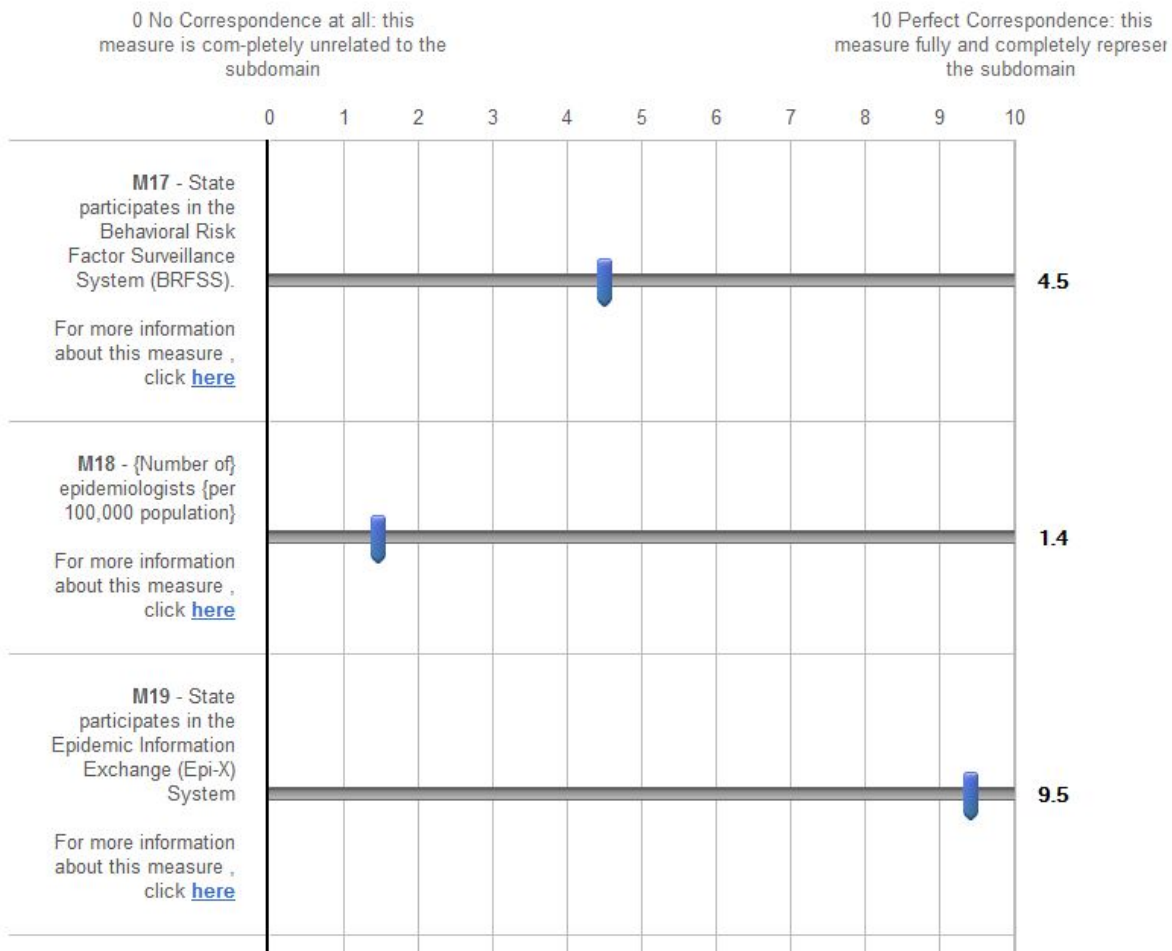 0 No Correspondence at all: this
measure is com-pletely unrelated to the
subdomain
10 Perfect Correspondence: this
measure fully and completely represer
the subdomain
0 1 2 3 4 5 6 7 8 9 10
M17 - State
participates in the
Behavioral Risk
Factor Surveillance
System (BRFSS).
For more information
about this measure ,
click here
4.5
M18 - {Number of}
epidemiologists {per
100,000 population}
For more information
about this measure ,
click here
1.4
M19 - State
participates in the
Epidemic Information
Exchange (Epi-X)
System
For more information
about this measure ,
click here
9.5